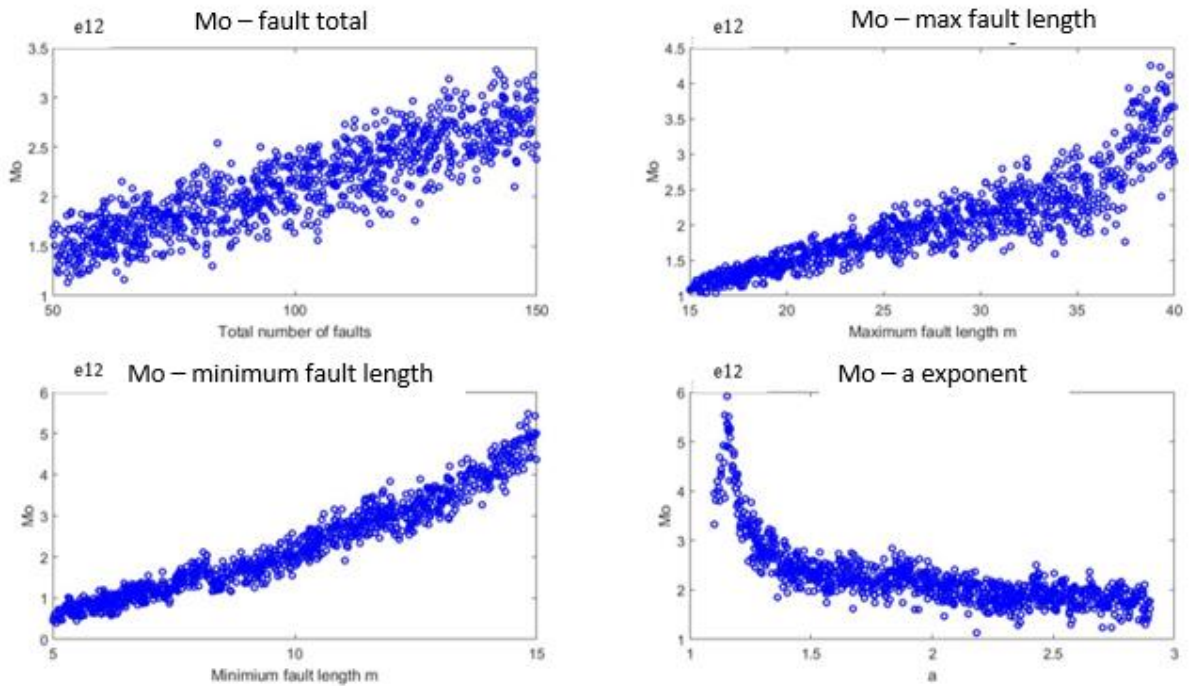 e12
Mo – fault total
3.5
3
2.5
2
1.5
1
Mo
50
100
150
Total number of faults
e12
Mo – max fault length
4.5
4
3.5
3
2.5
2
1.5
1
Mo
15
20
25
30
35
40
Maximum fault length m
e12
Mo – minimum fault length
6
5
4
3
2
1
0
Mo
5
10
15
Minimium fault length m
e12
Mo – a exponent
6
5
4
3
2
1
Mo
1
1.5
2
2.5
3
a